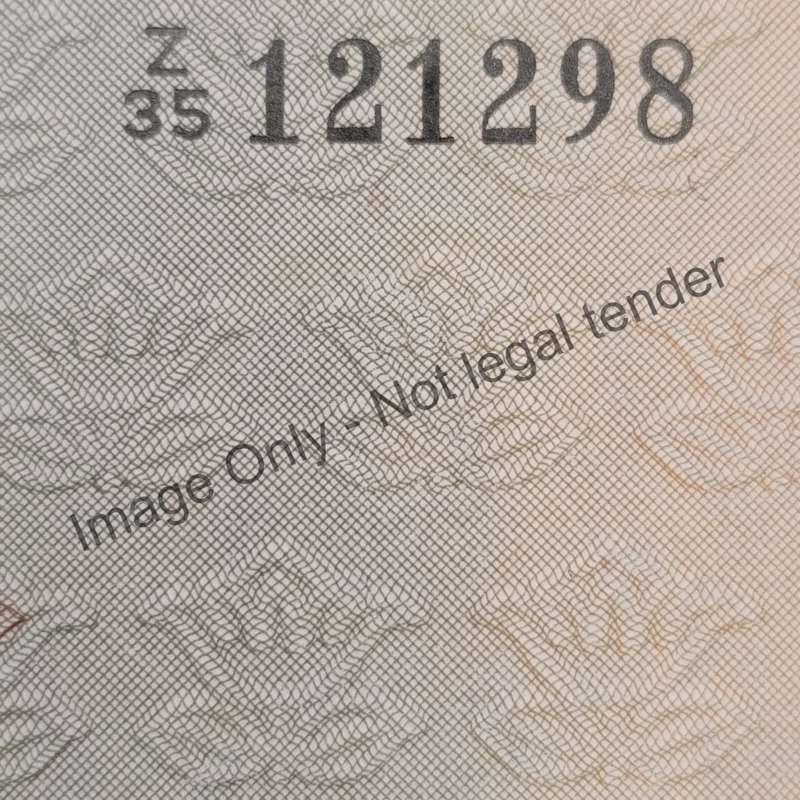 Z
35 121298
Image Only - Not legal tender